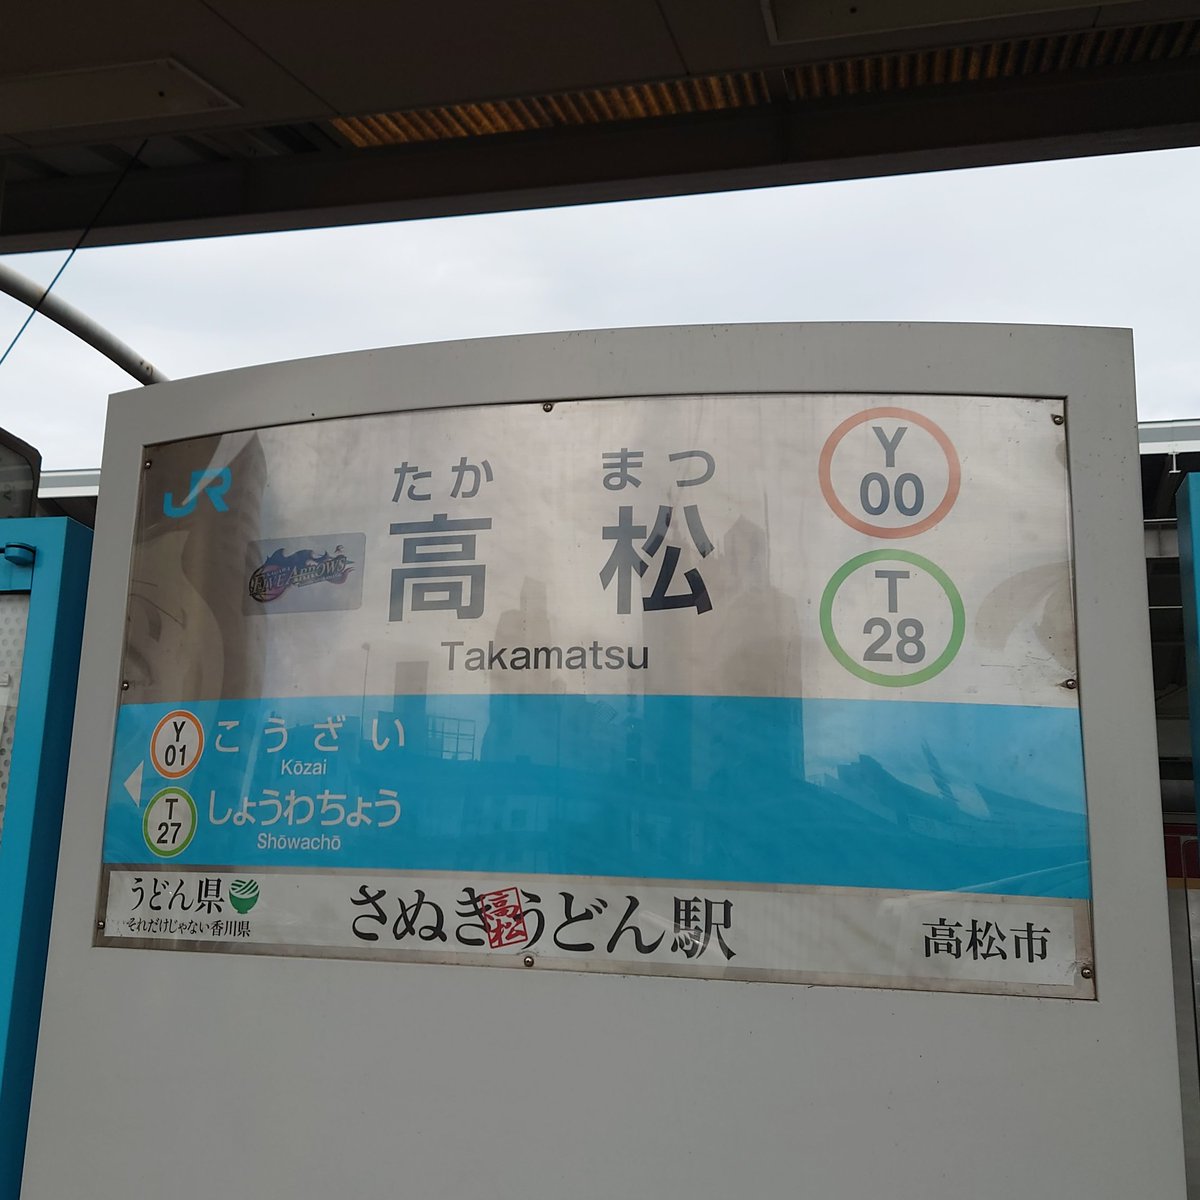 JR
たか まつ
高 松
Takamatsu
FIVE ARROWS
Y
00
T
28
Y
01
こうざい
Kōzai
T
27
しょうわちょう
Shōwachō
うどん県
それだけじゃない香川県
さぬき高松うどん駅
高松市